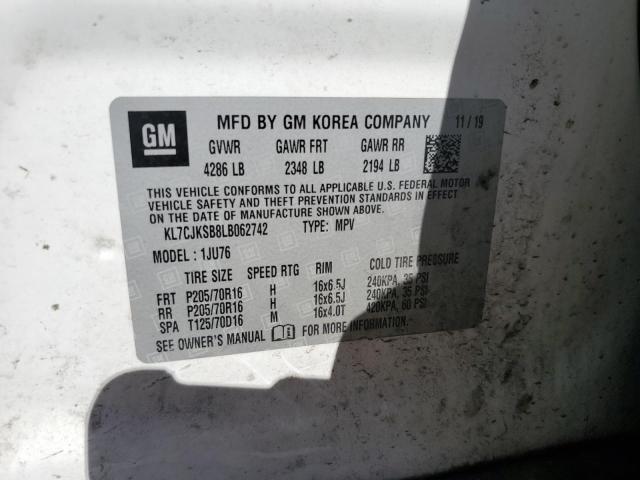 GM
MFD BY GM KOREA COMPANY 11/19
GVWR GAWR FRT GAWR RR
4286 LB 2348 LB 2194 LB
THIS VEHICLE CONFORMS TO ALL APPLICABLE U.S. FEDERAL MOTOR
VEHICLE SAFETY AND THEFT PREVENTION STANDARDS IN EFFECT
ON THE DATE OF MANUFACTURE SHOWN ABOVE.
KL7CJKSB8LB062742 TYPE: MPV
MODEL: 1JU76
TIRE SIZE SPEED RTG RIM COLD TIRE PRESSURE
FRT P205/70R16 H 16x6.5J 240KPA, 35 PSI
RR P205/70R16 H 16x6.5J 240KPA, 35 PSI
SPA T125/70D16 M 16x4.0T 420KPA, 60 PSI
SEE OWNER'S MANUAL FOR MORE INFORMATION.